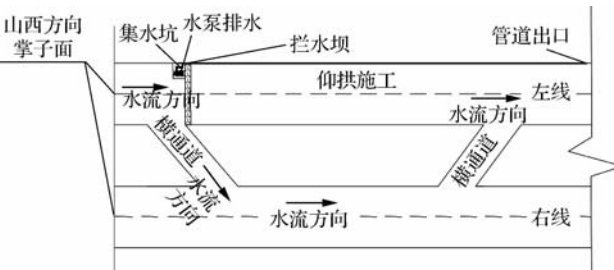 山西方向
掌子面
集水坑
水泵排水
拦水坝
管道出口
水流方向
仰拱施工
水流方向
左线
横通道
水流
方向
横通道
水流方向
右线